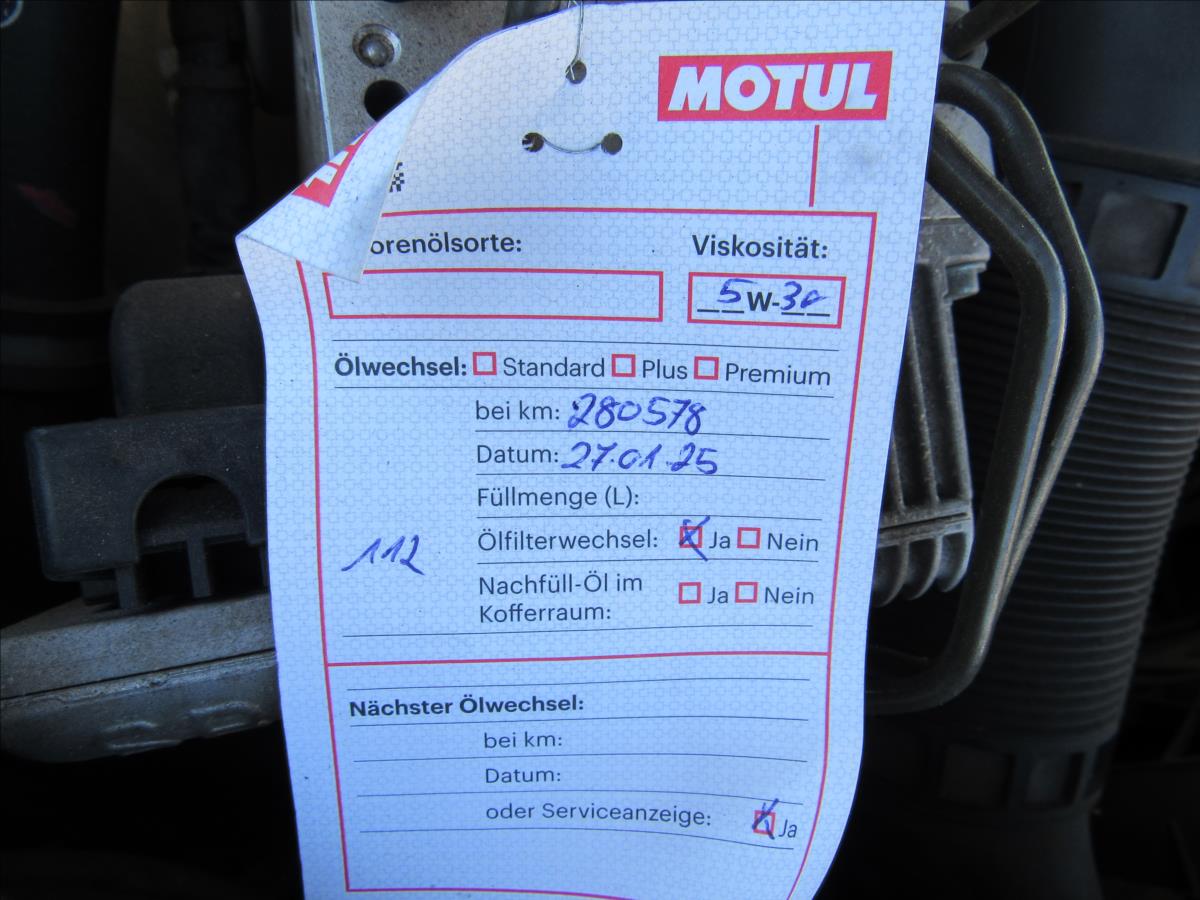 MOTUL
orenölsorte: Viskosität:
5W-30
Ölwechsel: Standard Plus Premium
bei km: 280578
Datum: 27.01.25
Füllmenge (L):
Ölfilterwechsel: Ja Nein
112
Nachfüll-Öl im Ja Nein
Kofferraum:
Nächster Ölwechsel:
bei km:
Datum:
oder Serviceanzeige: Ja